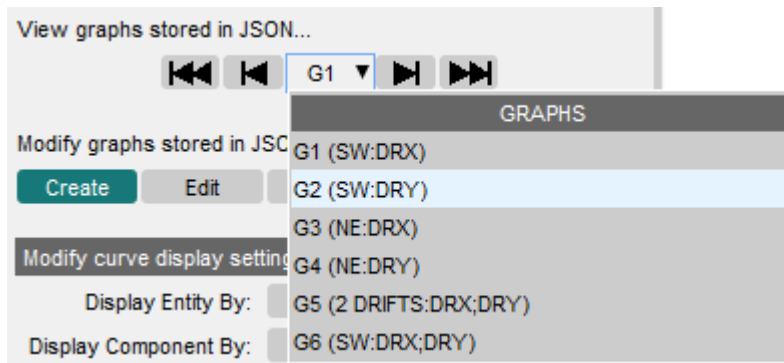 View graphs stored in JSON...
G1
GRAPHS
Modify graphs stored in JSO
G1 (SW:DRX)
Create Edit
G2 (SW:DRY)
G3 (NE:DRX)
Modify curve display setting
G4 (NE:DRY)
Display Entity By:
G5 (2 DRIFTS:DRX;DRY)
Display Component By:
G6 (SW:DRX;DRY)